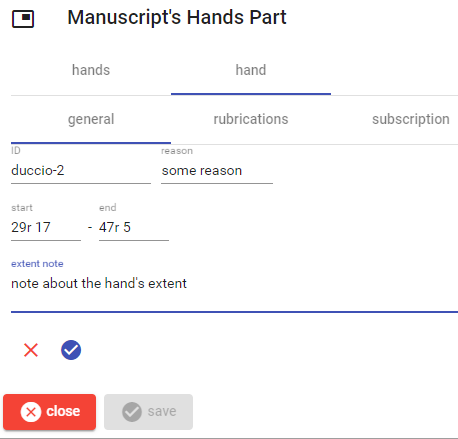 Manuscript's Hands Part
hands hand
general rubrications subscription
ID reason
duccio-2 some reason
start end
29r 17 - 47r 5
extent note
note about the hand's extent
close save